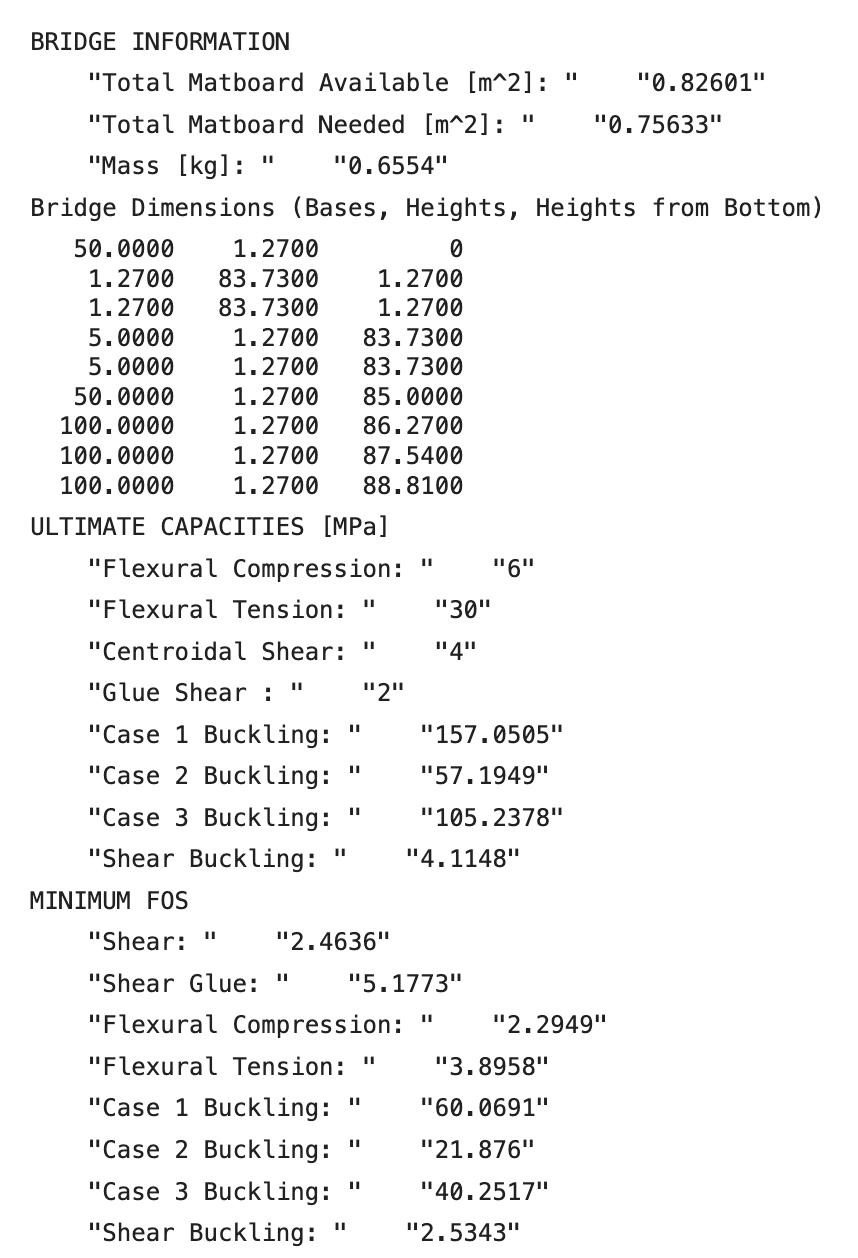 BRIDGE INFORMATION
"Total Matboard Available [m^2]: " "0.82601"
"Total Matboard Needed [m^2]: " "0.75633"
"Mass [kg]: " "0.6554"
Bridge Dimensions (Bases, Heights, Heights from Bottom)
50.0000 1.2700 0
1.2700 83.7300 1.2700
1.2700 83.7300 1.2700
5.0000 1.2700 83.7300
5.0000 1.2700 83.7300
50.0000 1.2700 85.0000
100.0000 1.2700 86.2700
100.0000 1.2700 87.5400
100.0000 1.2700 88.8100
ULTIMATE CAPACITIES [MPa]
"Flexural Compression: " "6"
"Flexural Tension: " "30"
"Centroidal Shear: " "4"
"Glue Shear : " "2"
"Case 1 Buckling: " "157.0505"
"Case 2 Buckling: " "57.1949"
"Case 3 Buckling: " "105.2378"
"Shear Buckling: " "4.1148"
MINIMUM FOS
"Shear: " "2.4636"
"Shear Glue: " "5.1773"
"Flexural Compression: " "2.2949"
"Flexural Tension: " "3.8958"
"Case 1 Buckling: " "60.0691"
"Case 2 Buckling: " "21.876"
"Case 3 Buckling: " "40.2517"
"Shear Buckling: " "2.5343"